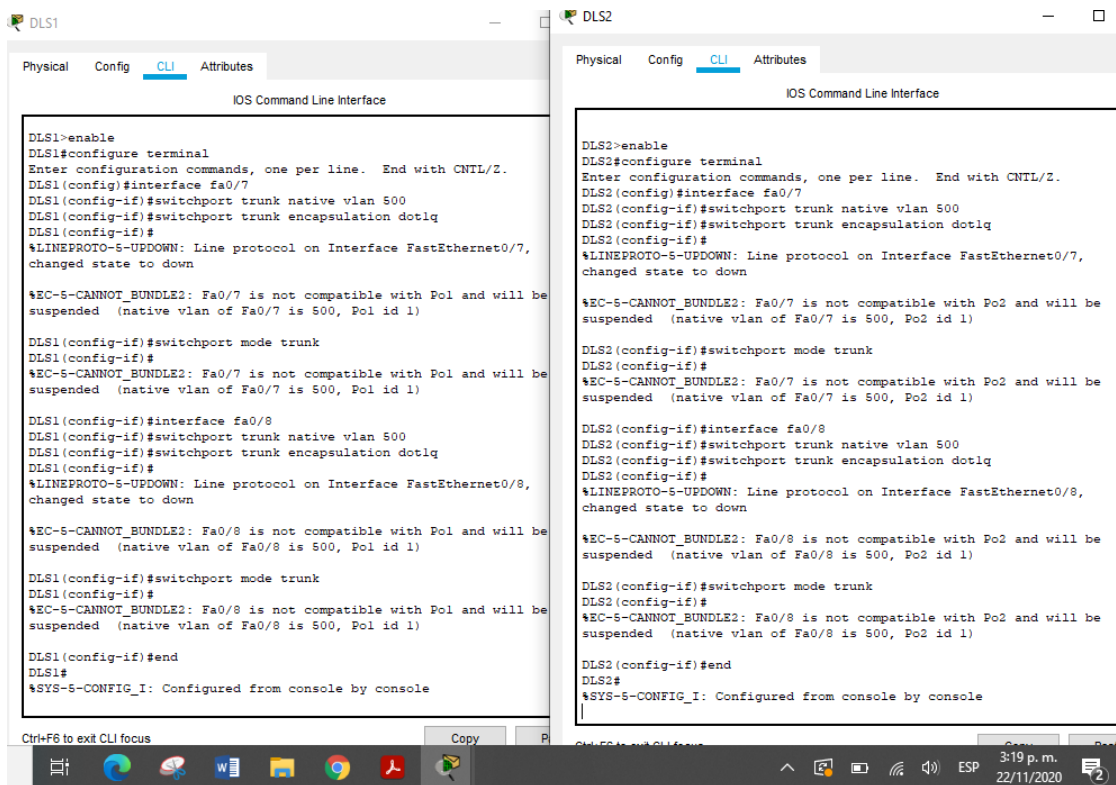 DLS1
Physical Config CLI Attributes
IOS Command Line Interface
DLS1>enable
DLS1#configure terminal
Enter configuration commands, one per line. End with CNTL/Z.
DLS1(config)#interface fa0/7
DLS1(config-if)#switchport trunk native vlan 500
DLS1(config-if)#switchport trunk encapsulation dot1q
DLS1(config-if)#
%LINEPROTO-5-UPDOWN: Line protocol on Interface FastEthernet0/7,
changed state to down
%EC-5-CANNOT_BUNDLE2: Fa0/7 is not compatible with Po1 and will be
suspended (native vlan of Fa0/7 is 500, Po1 id 1)
DLS1(config-if)#switchport mode trunk
DLS1(config-if)#
%EC-5-CANNOT_BUNDLE2: Fa0/7 is not compatible with Po1 and will be
suspended (native vlan of Fa0/7 is 500, Po1 id 1)
DLS1(config-if)#interface fa0/8
DLS1(config-if)#switchport trunk native vlan 500
DLS1(config-if)#switchport trunk encapsulation dot1q
DLS1(config-if)#
%LINEPROTO-5-UPDOWN: Line protocol on Interface FastEthernet0/8,
changed state to down
%EC-5-CANNOT_BUNDLE2: Fa0/8 is not compatible with Po1 and will be
suspended (native vlan of Fa0/8 is 500, Po1 id 1)
DLS1(config-if)#switchport mode trunk
DLS1(config-if)#
%EC-5-CANNOT_BUNDLE2: Fa0/8 is not compatible with Po1 and will be
suspended (native vlan of Fa0/8 is 500, Po1 id 1)
DLS1(config-if)#end
DLS1#
%SYS-5-CONFIG_I: Configured from console by console
Ctrl+F6 to exit CLI focus
Copy
DLS2
Physical Config CLI Attributes
IOS Command Line Interface
DLS2>enable
DLS2#configure terminal
Enter configuration commands, one per line. End with CNTL/Z.
DLS2(config)#interface fa0/7
DLS2(config-if)#switchport trunk native vlan 500
DLS2(config-if)#switchport trunk encapsulation dot1q
DLS2(config-if)#
%LINEPROTO-5-UPDOWN: Line protocol on Interface FastEthernet0/7,
changed state to down
%EC-5-CANNOT_BUNDLE2: Fa0/7 is not compatible with Po2 and will be
suspended (native vlan of Fa0/7 is 500, Po2 id 1)
DLS2(config-if)#switchport mode trunk
DLS2(config-if)#
%EC-5-CANNOT_BUNDLE2: Fa0/7 is not compatible with Po2 and will be
suspended (native vlan of Fa0/7 is 500, Po2 id 1)
DLS2(config-if)#interface fa0/8
DLS2(config-if)#switchport trunk native vlan 500
DLS2(config-if)#switchport trunk encapsulation dot1q
DLS2(config-if)#
%LINEPROTO-5-UPDOWN: Line protocol on Interface FastEthernet0/8,
changed state to down
%EC-5-CANNOT_BUNDLE2: Fa0/8 is not compatible with Po2 and will be
suspended (native vlan of Fa0/8 is 500, Po2 id 1)
DLS2(config-if)#switchport mode trunk
DLS2(config-if)#
%EC-5-CANNOT_BUNDLE2: Fa0/8 is not compatible with Po2 and will be
suspended (native vlan of Fa0/8 is 500, Po2 id 1)
DLS2(config-if)#end
DLS2#
%SYS-5-CONFIG_I: Configured from console by console
ESP
3:19 p. m.
22/11/2020
2